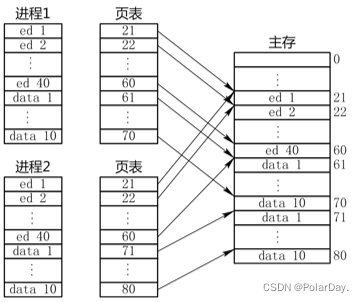 进程1
ed 1
ed 2
⋮
ed 40
data 1
⋮
data 10
页表
21
22
⋮
60
61
⋮
70
进程2
ed 1
ed 2
⋮
ed 40
data 1
⋮
data 10
页表
21
22
⋮
60
71
⋮
80
主存
0
⋮
ed 1 21
ed 2 22
⋮
ed 40 60
data 1 61
⋮
data 10 70
data 1 71
⋮
data 10 80
CSDN @PolarDay.